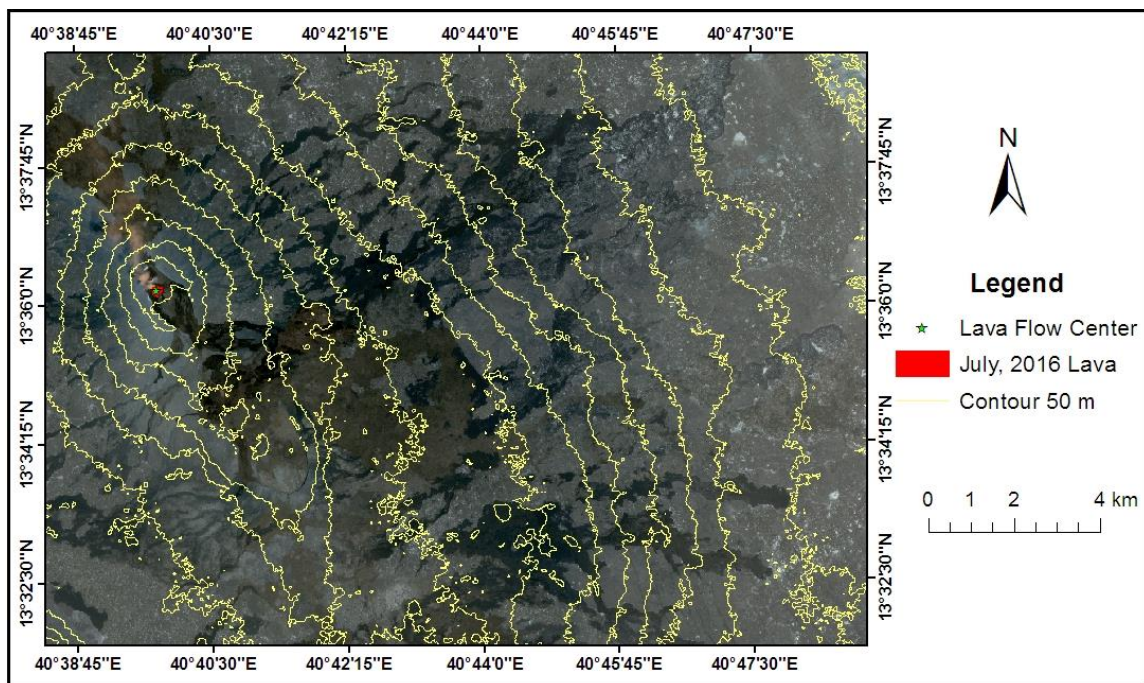 40°38'45"E 40°40'30"E 40°42'15"E 40°44'0"E 40°45'45"E 40°47'30"E
13°37'45"N 13°37'45"N
13°36'0"N 13°36'0"N
13°34'15"N 13°34'15"N
13°32'30"N 13°32'30"N
40°38'45"E 40°40'30"E 40°42'15"E 40°44'0"E 40°45'45"E 40°47'30"E
N
Legend
Lava Flow Center
July, 2016 Lava
Contour 50 m
0 1 2 4 km